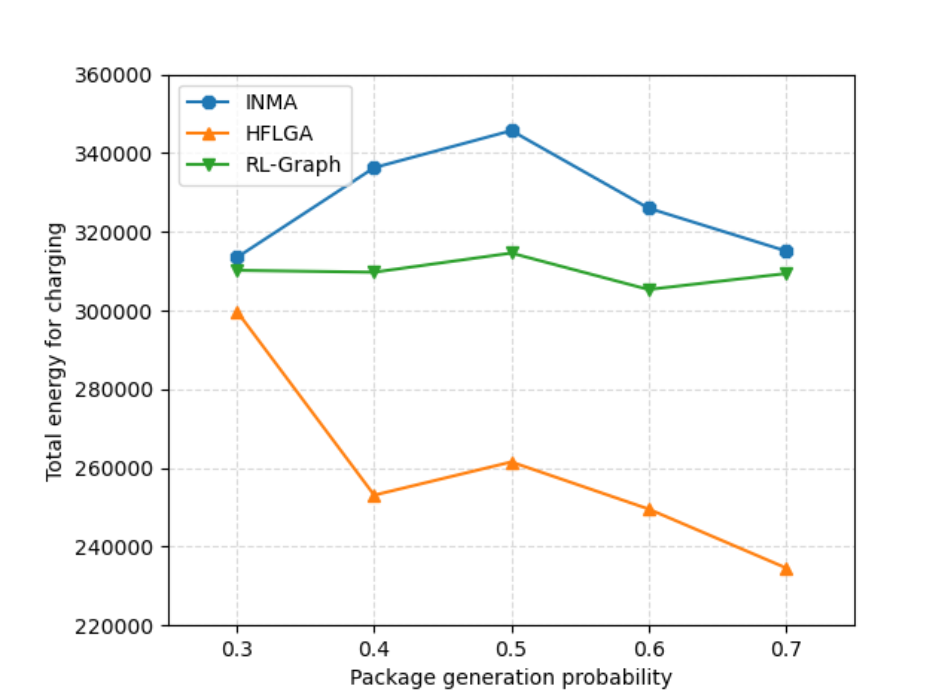 360000
340000
320000
300000
280000
260000
240000
220000
Total energy for charging
INMA
HFLGA
RL-Graph
0.3 0.4 0.5 0.6 0.7
Package generation probability